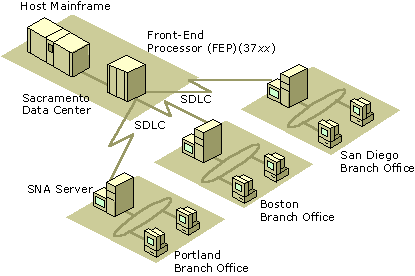 Host Mainframe
Front-End
Processor (FEP)(37xx)
Sacramento
Data Center
SDLC
SDLC
San Diego
Branch Office
SNA Server
Boston
Branch Office
Portland
Branch Office